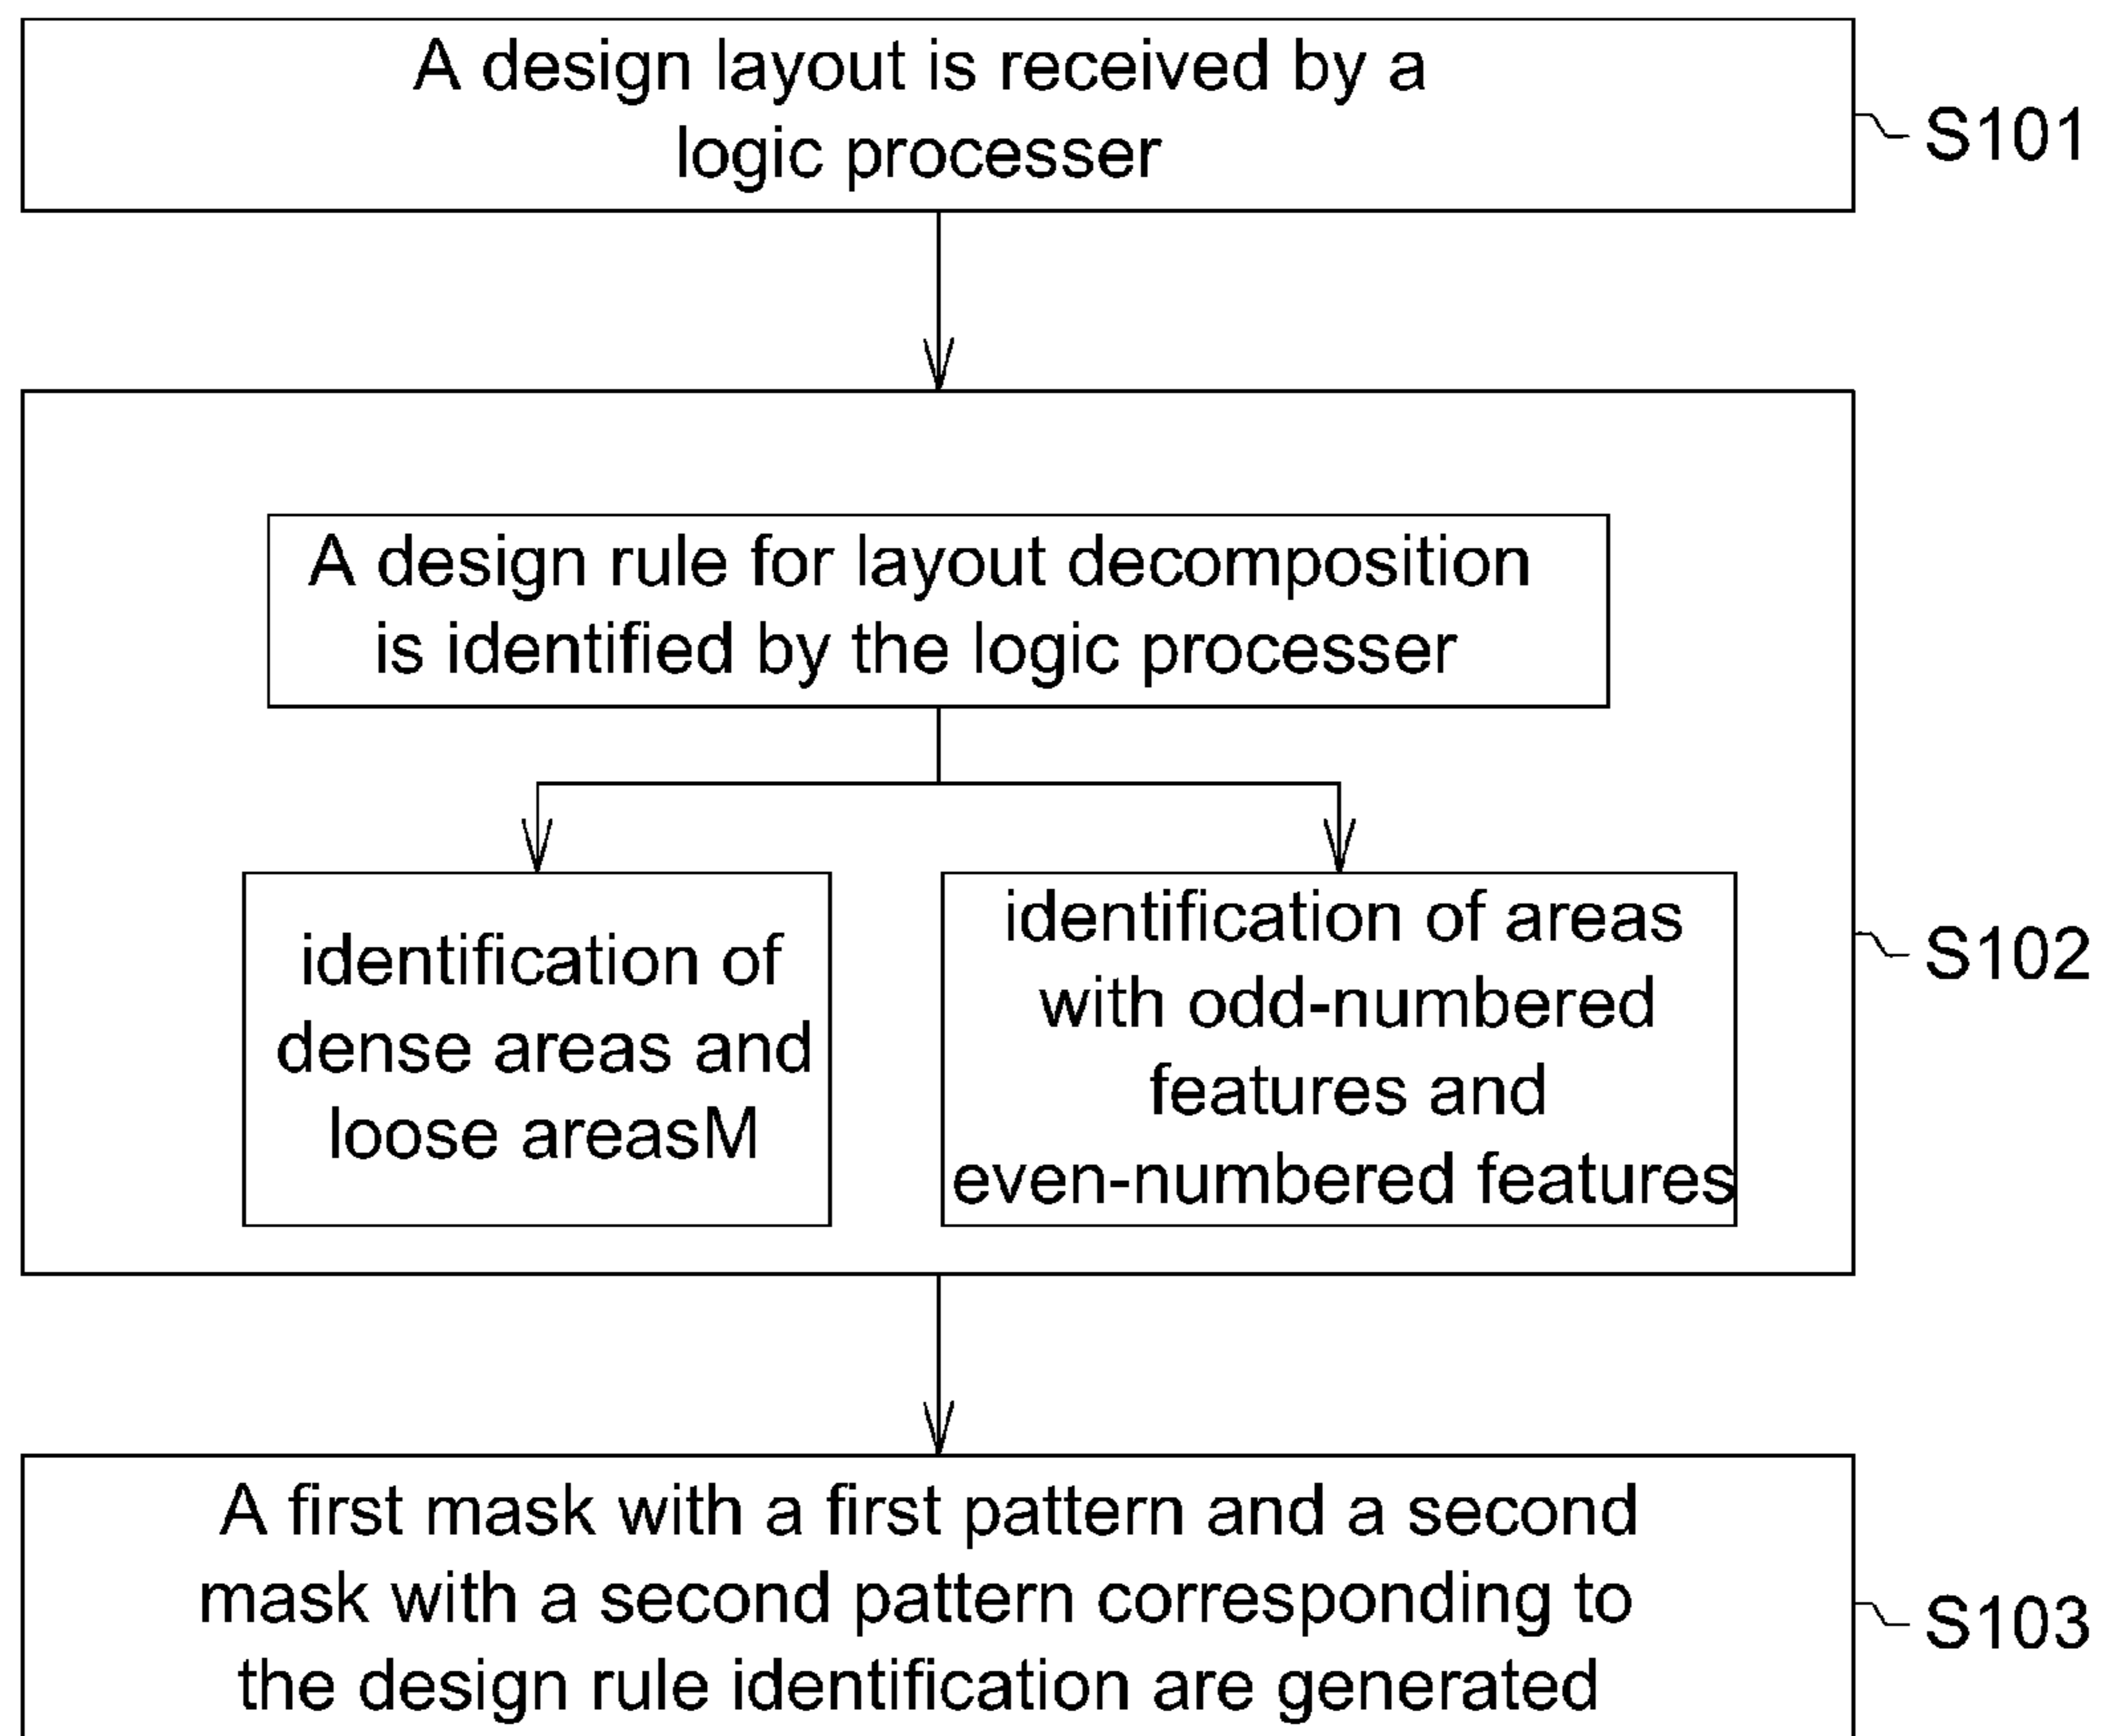 A design layout is received by a
logic processer
S101
A design rule for layout decomposition
is identified by the logic processer
identification of
dense areas and
loose areasM
identification of areas
with odd-numbered
features and
even-numbered features
S102
A first mask with a first pattern and a second
mask with a second pattern corresponding to
the design rule identification are generated
S103